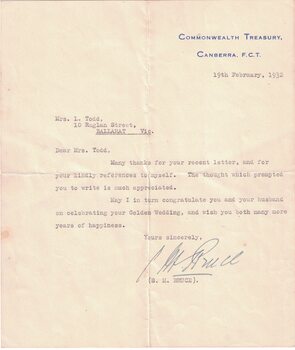 COMMONWEALTH TREASURY,
CANBERRA, F.C.T.
19th February, 1932
Mrs. L. Todd,
10 Raglan Street,
BALLARAT Vic.
Dear Mrs. Todd,
Many thanks for your recent letter, and for
your kindly references to myself. The thought which prompted
you to write is much appreciated.
May I in turn congratulate you and your husband
on celebrating your Golden Wedding, and wish you both many more
years of happiness.
Yours sincerely,
S M Bruce
(S. M. BRUCE).